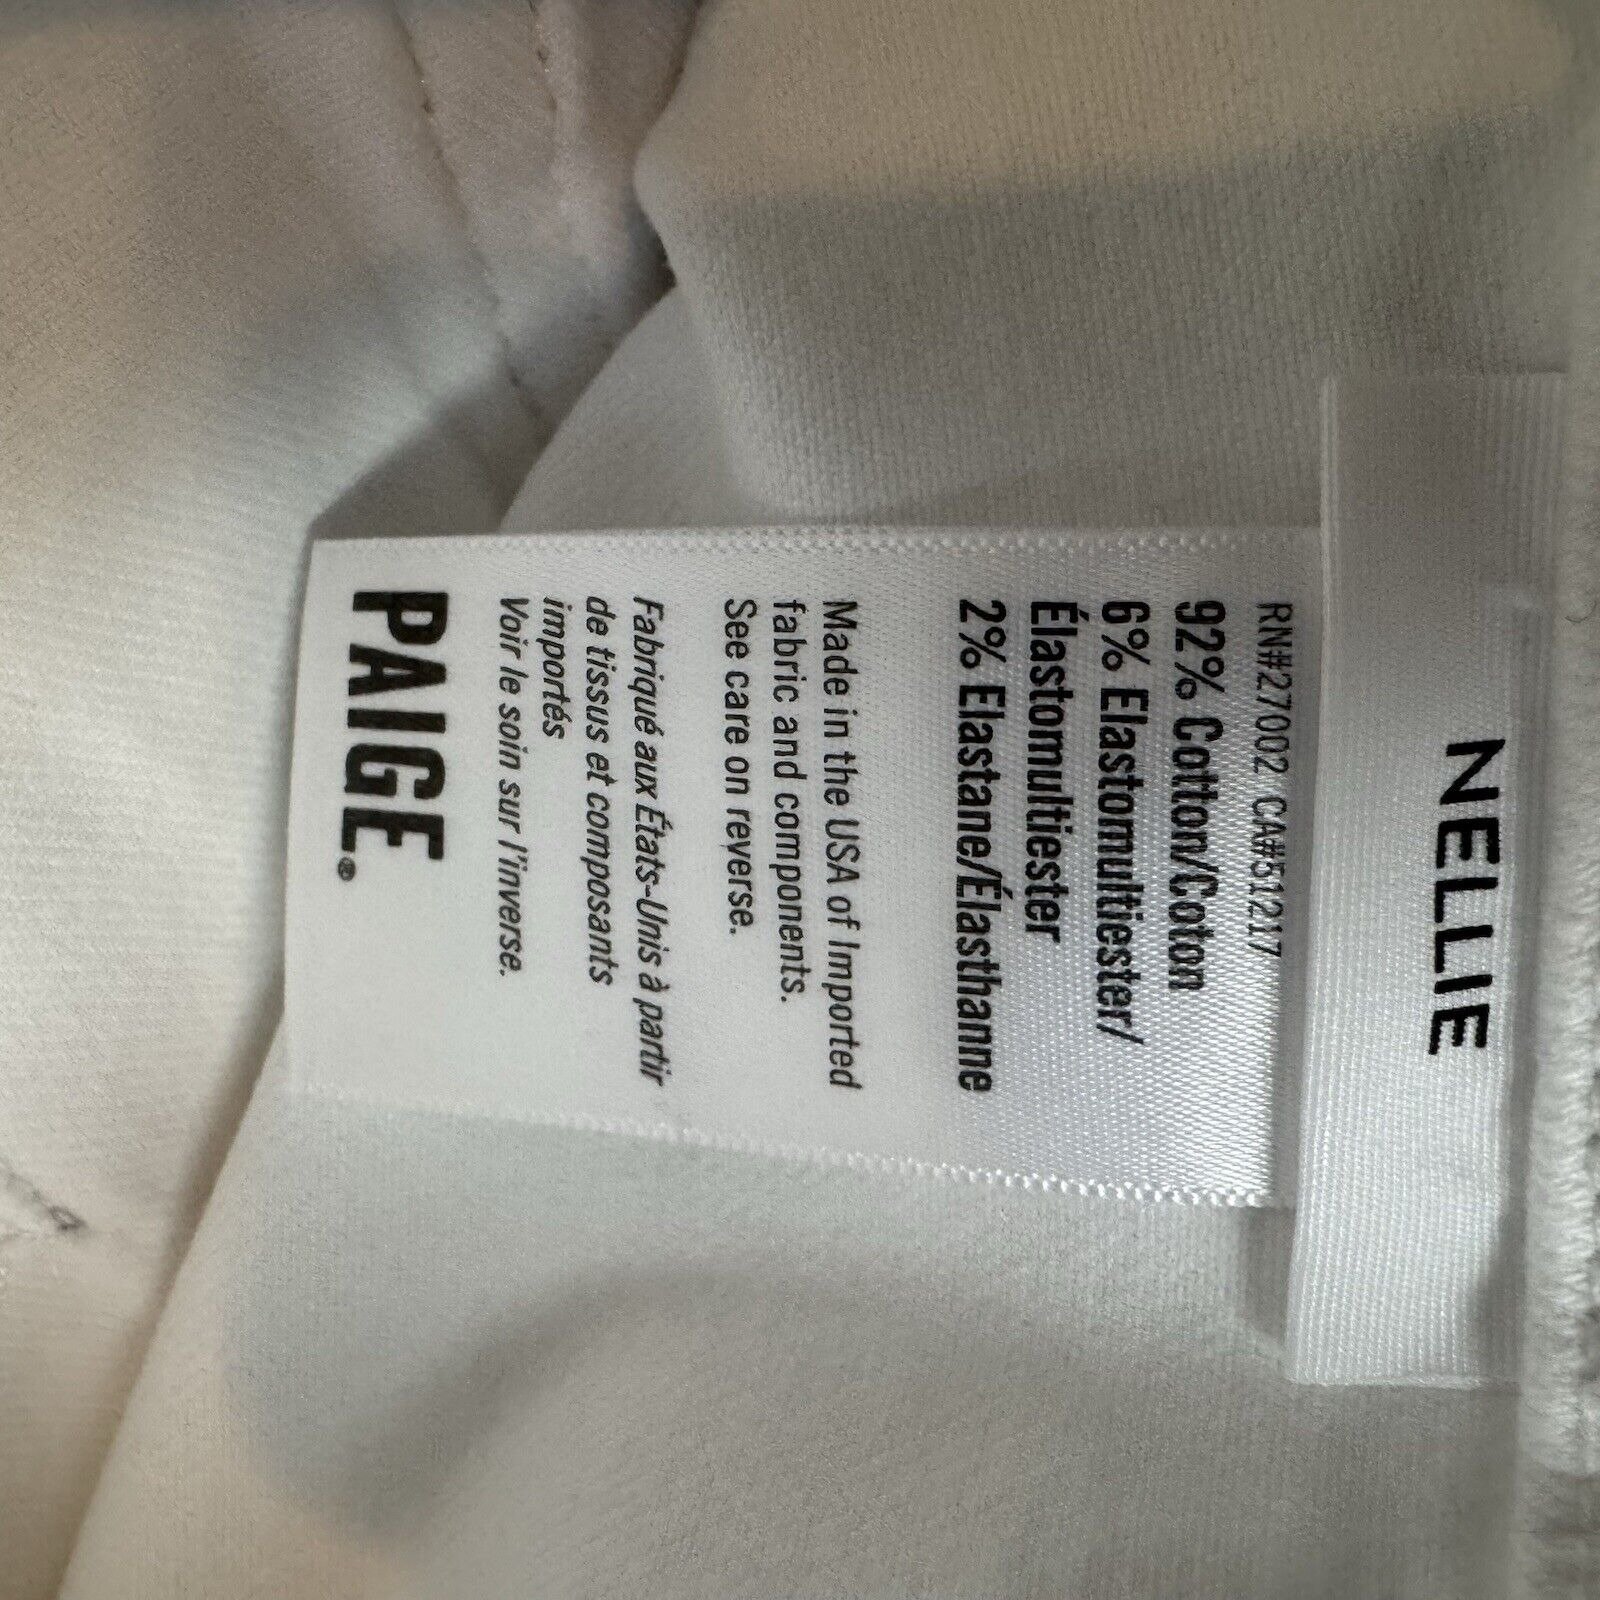 NELLIE
RN#27002 CA#51217
92% Cotton/Coton
6% Elastomultiester/
Élastomultiester
2% Elastane/Élasthanne
Made in the USA of Imported
fabric and components.
See care on reverse.
Fabriqué aux États-Unis à partir
de tissus et composants
importés
Voir le soin sur l'inverse.
PAIGE®